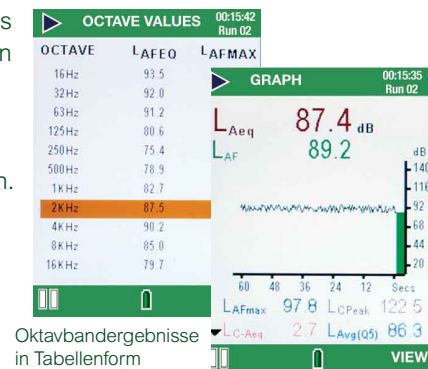 s
n
n.
OCTAVE VALUES 00:15:42
Run 02
OCTAVE LAFEQ LAFMAX
16Hz 93.5
32Hz 92.0
63Hz 91.2
125Hz 80.6
250Hz 75.4
500Hz 78.9
1KHz 82.7
2KHz 87.5
4KHz 90.2
8KHz 85.0
16KHz 79.7
GRAPH 00:15:35
Run 02
LAeq 87.4 dB
LAF 89.2
dB
140
116
92
68
44
20
60 48 36 24 12 Secs
LAFmax 97.8 LCPeak 122.5
LC-Aeq 2.7 LAvg(Q5) 86.3
VIEW
Oktavbandergebnisse
in Tabellenform